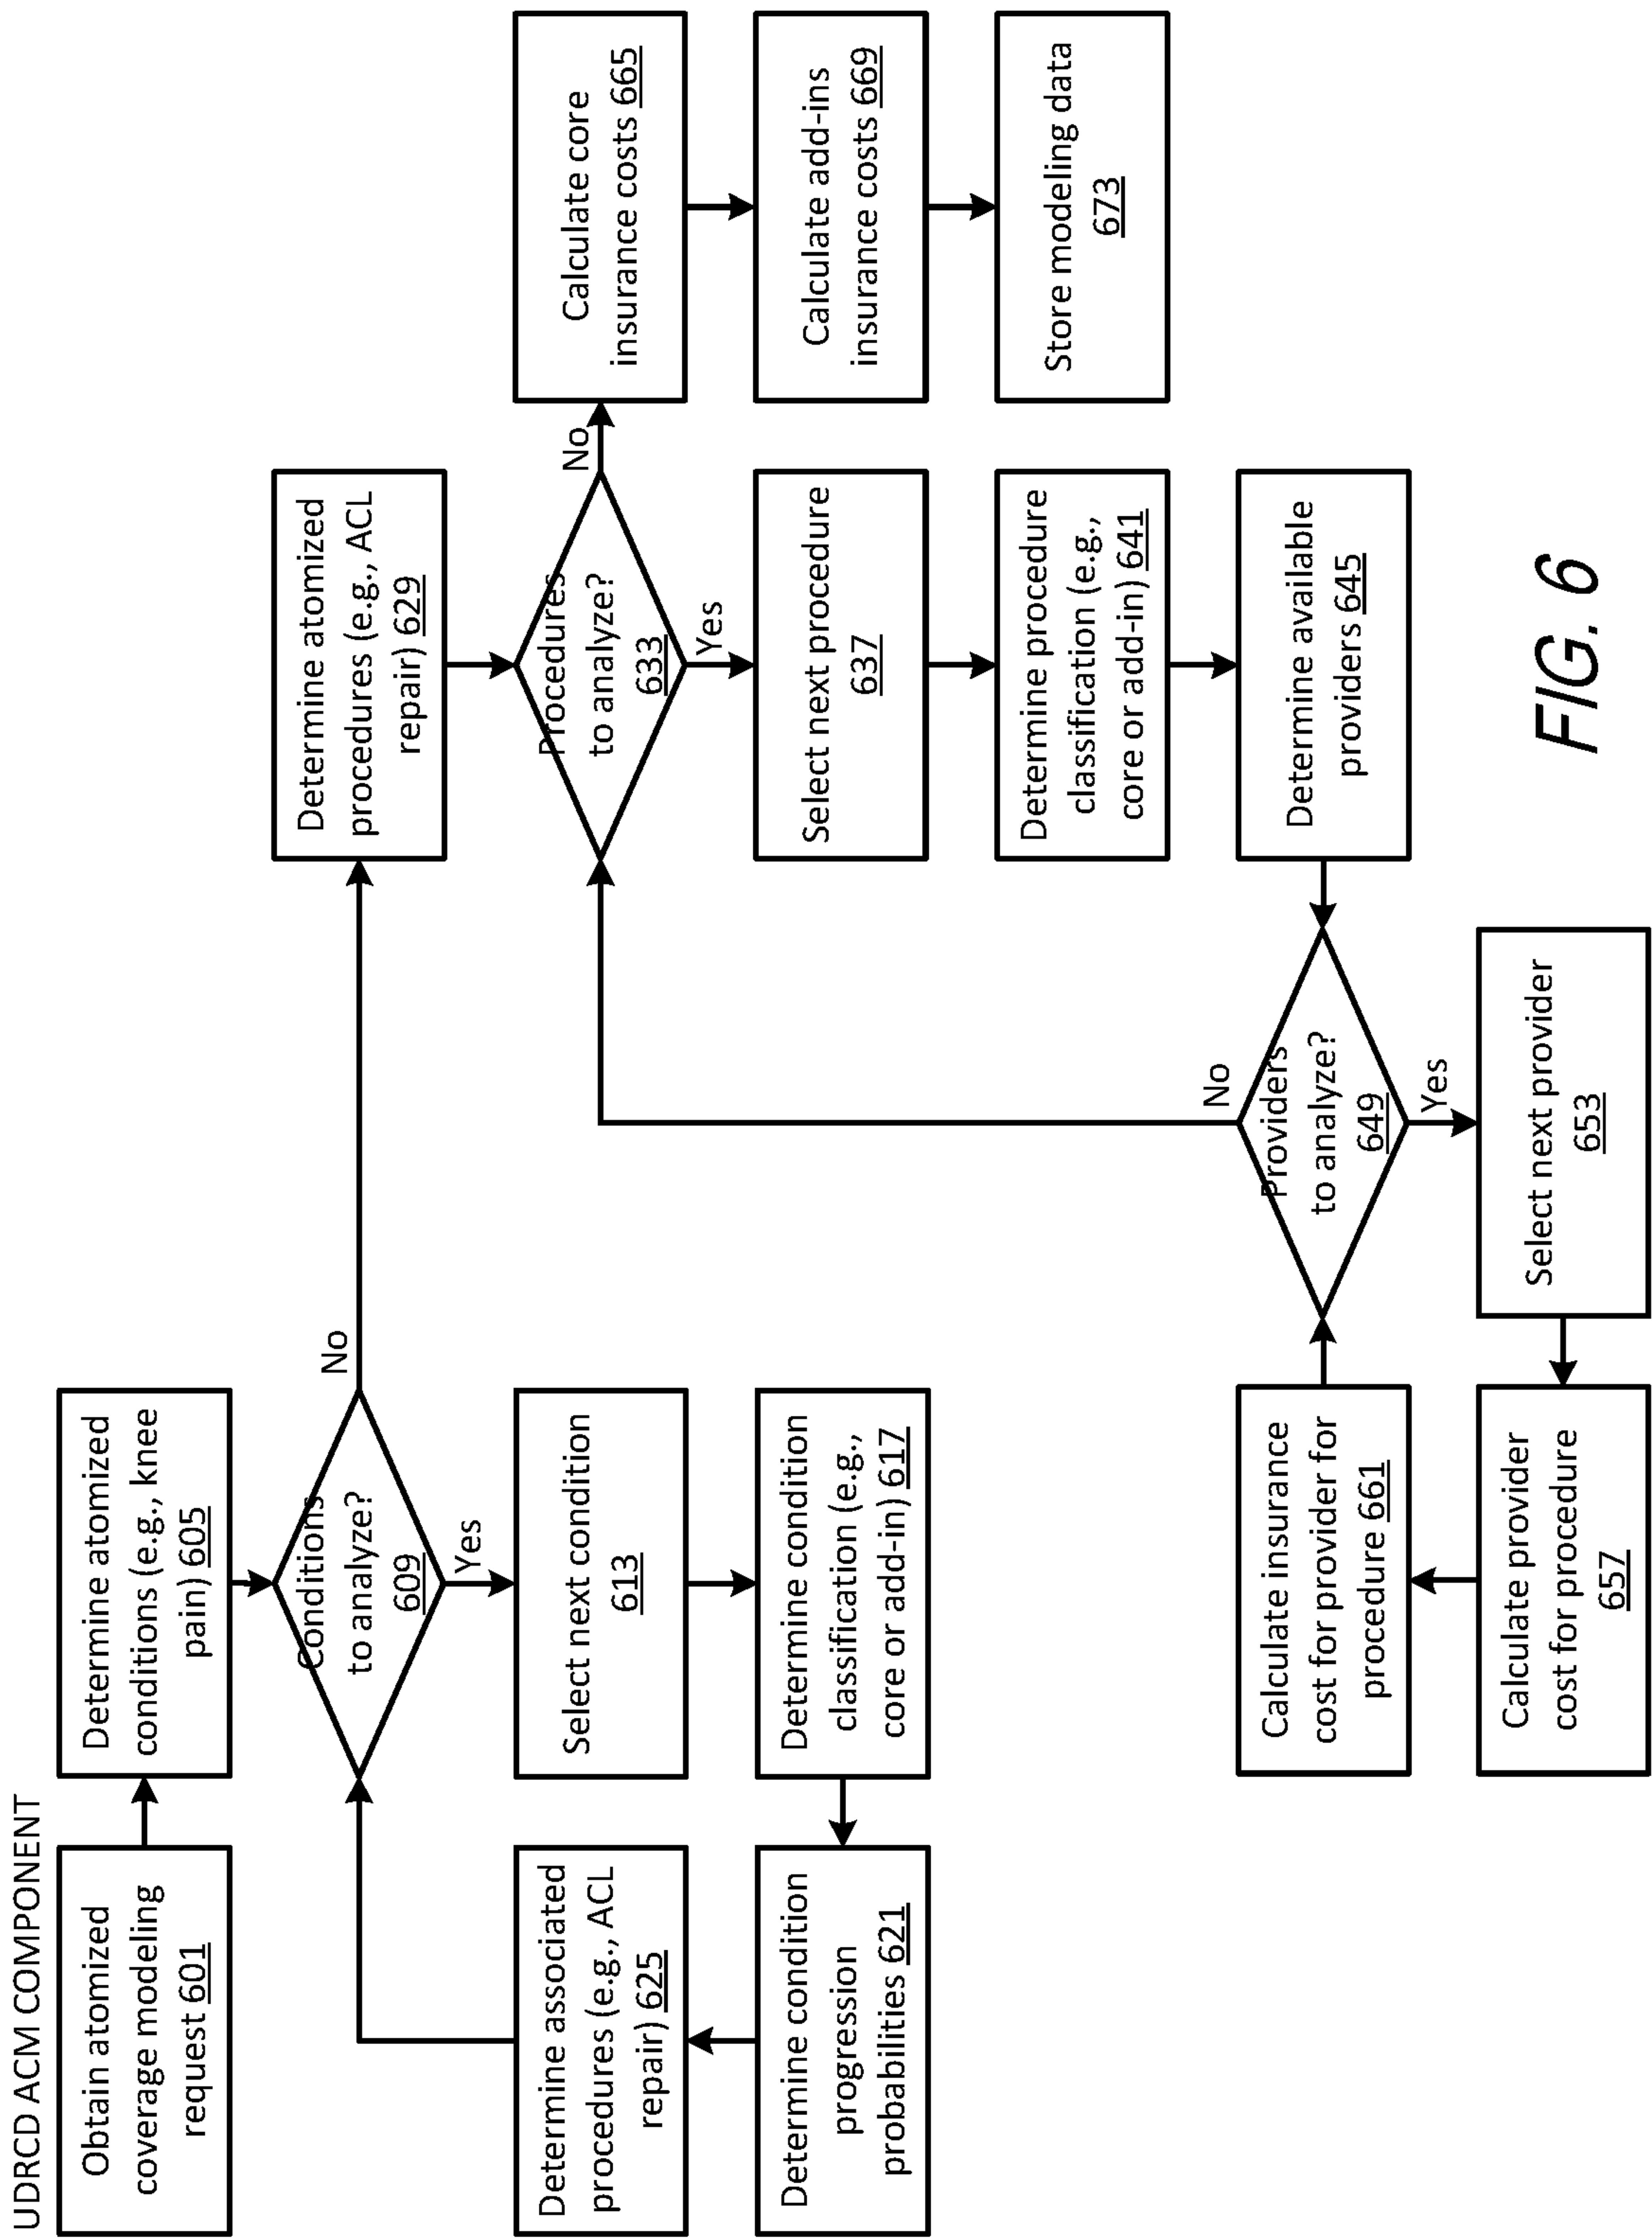 UDRCD ACM COMPONENT
Obtain atomized
coverage modeling
request 601
Determine atomized
conditions (e.g., knee
pain) 605
Conditions
to analyze?
609
No
Yes
Select next condition
613
Determine condition
classification (e.g.,
core or add-in) 617
Determine condition
progression
probabilities 621
Determine associated
procedures (e.g., ACL
repair) 625
Determine atomized
procedures (e.g., ACL
repair) 629
Procedures
to analyze?
633
No
Yes
Select next procedure
637
Determine procedure
classification (e.g.,
core or add-in) 641
Determine available
providers 645
Providers
to analyze?
649
No
Yes
Select next provider
653
Calculate provider
cost for procedure
657
Calculate insurance
cost for provider for
procedure 661
Calculate core
insurance costs 665
Calculate add-ins
insurance costs 669
Store modeling data
673
FIG. 6